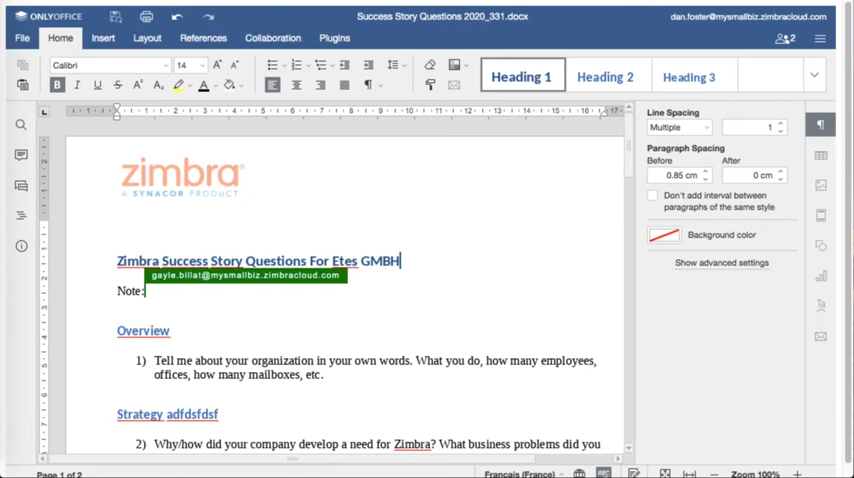 ONLYOFFICE
Success Story Questions 2020_331.docx
dan.foster@mysmallbiz.zimbracloud.com
File Home Insert Layout References Collaboration Plugins
2
Calibri 14
Heading 1 Heading 2 Heading 3
Line Spacing
Multiple 1
Paragraph Spacing
Before After
0.85 cm 0 cm
Don't add interval between
paragraphs of the same style
Background color
Show advanced settings
zimbra®
A SYNACOR PRODUCT
Zimbra Success Story Questions For Etes GMBH
gayle.billat@mysmallbiz.zimbracloud.com
Note:
Overview
1) Tell me about your organization in your own words. What you do, how many employees,
offices, how many mailboxes, etc.
Strategy adfdsfdsf
2) Why/how did your company develop a need for Zimbra? What business problems did you
Page 1 of 2
Français (France)
Zoom 100%